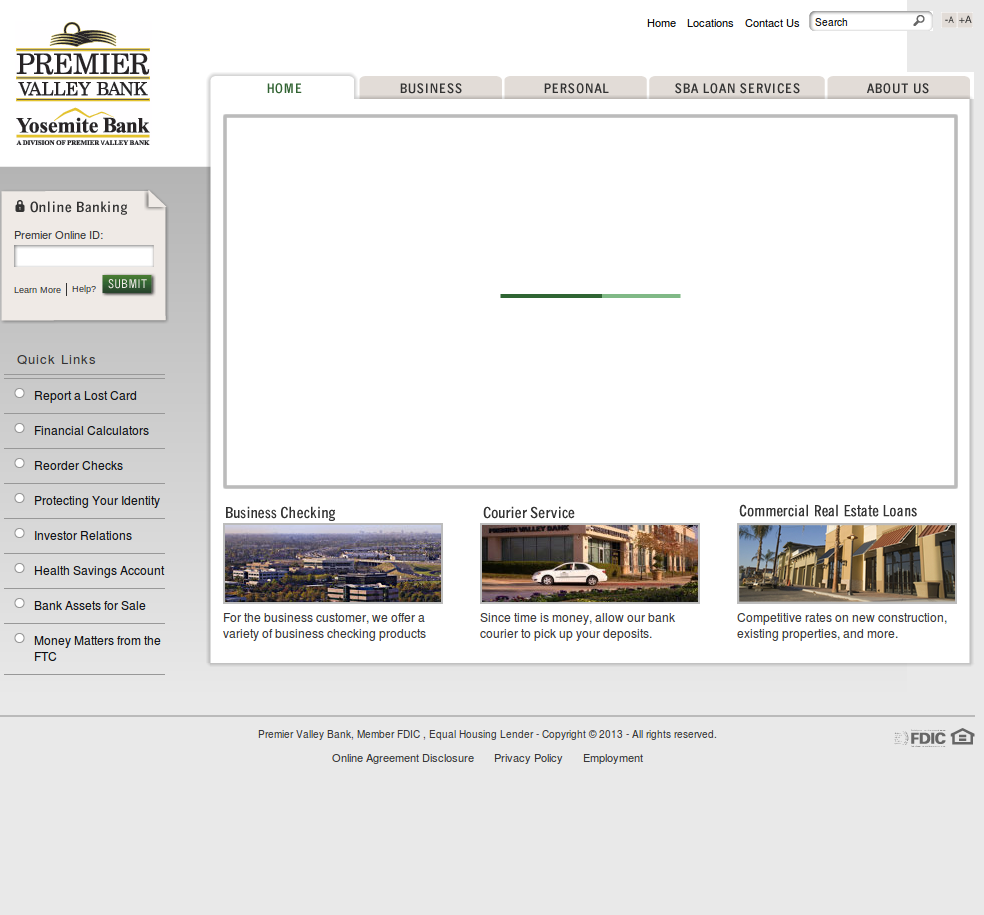 Home Locations Contact Us Search -A +A
PREMIER
VALLEY BANK
Yosemite Bank
A DIVISION OF PREMIER VALLEY BANK
HOME BUSINESS PERSONAL SBA LOAN SERVICES ABOUT US
Online Banking
Premier Online ID:
Learn More Help? SUBMIT
Quick Links
Report a Lost Card
Financial Calculators
Reorder Checks
Protecting Your Identity
Investor Relations
Health Savings Account
Bank Assets for Sale
Money Matters from the
FTC
Business Checking
For the business customer, we offer a
variety of business checking products
Courier Service
PREMIER VALLEY BANK
Since time is money, allow our bank
courier to pick up your deposits.
Commercial Real Estate Loans
Competitive rates on new construction,
existing properties, and more.
Premier Valley Bank, Member FDIC , Equal Housing Lender - Copyright © 2013 - All rights reserved.
FDIC
Online Agreement Disclosure Privacy Policy Employment